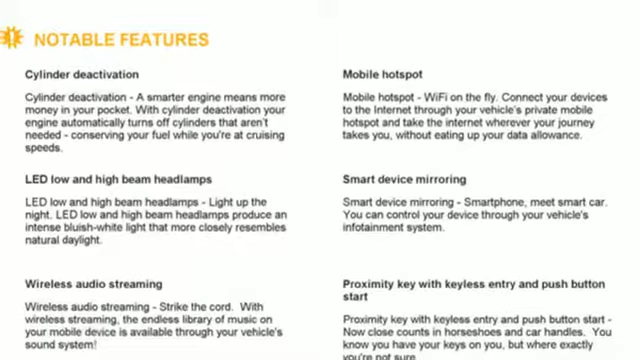 NOTABLE FEATURES
Cylinder deactivation
Cylinder deactivation - A smarter engine means more
money in your pocket. With cylinder deactivation your
engine automatically turns off cylinders that aren't
needed - conserving your fuel while you're at cruising
speeds.
LED low and high beam headlamps
LED low and high beam headlamps - Light up the
night. LED low and high beam headlamps produce an
intense bluish-white light that more closely resembles
natural daylight.
Wireless audio streaming
Wireless audio streaming - Strike the cord. With
wireless streaming, the endless library of music on
your mobile device is available through your vehicle's
sound system!
Mobile hotspot
Mobile hotspot - WiFi on the fly. Connect your devices
to the Internet through your vehicle's private mobile
hotspot and take the internet wherever your journey
takes you, without eating up your data allowance.
Smart device mirroring
Smart device mirroring - Smartphone, meet smart car.
You can control your device through your vehicle's
infotainment system.
Proximity key with keyless entry and push button
start
Proximity key with keyless entry and push button start -
Now close counts in horseshoes and car handles. You
know you have your keys on you, but where exactly
you're not sure.